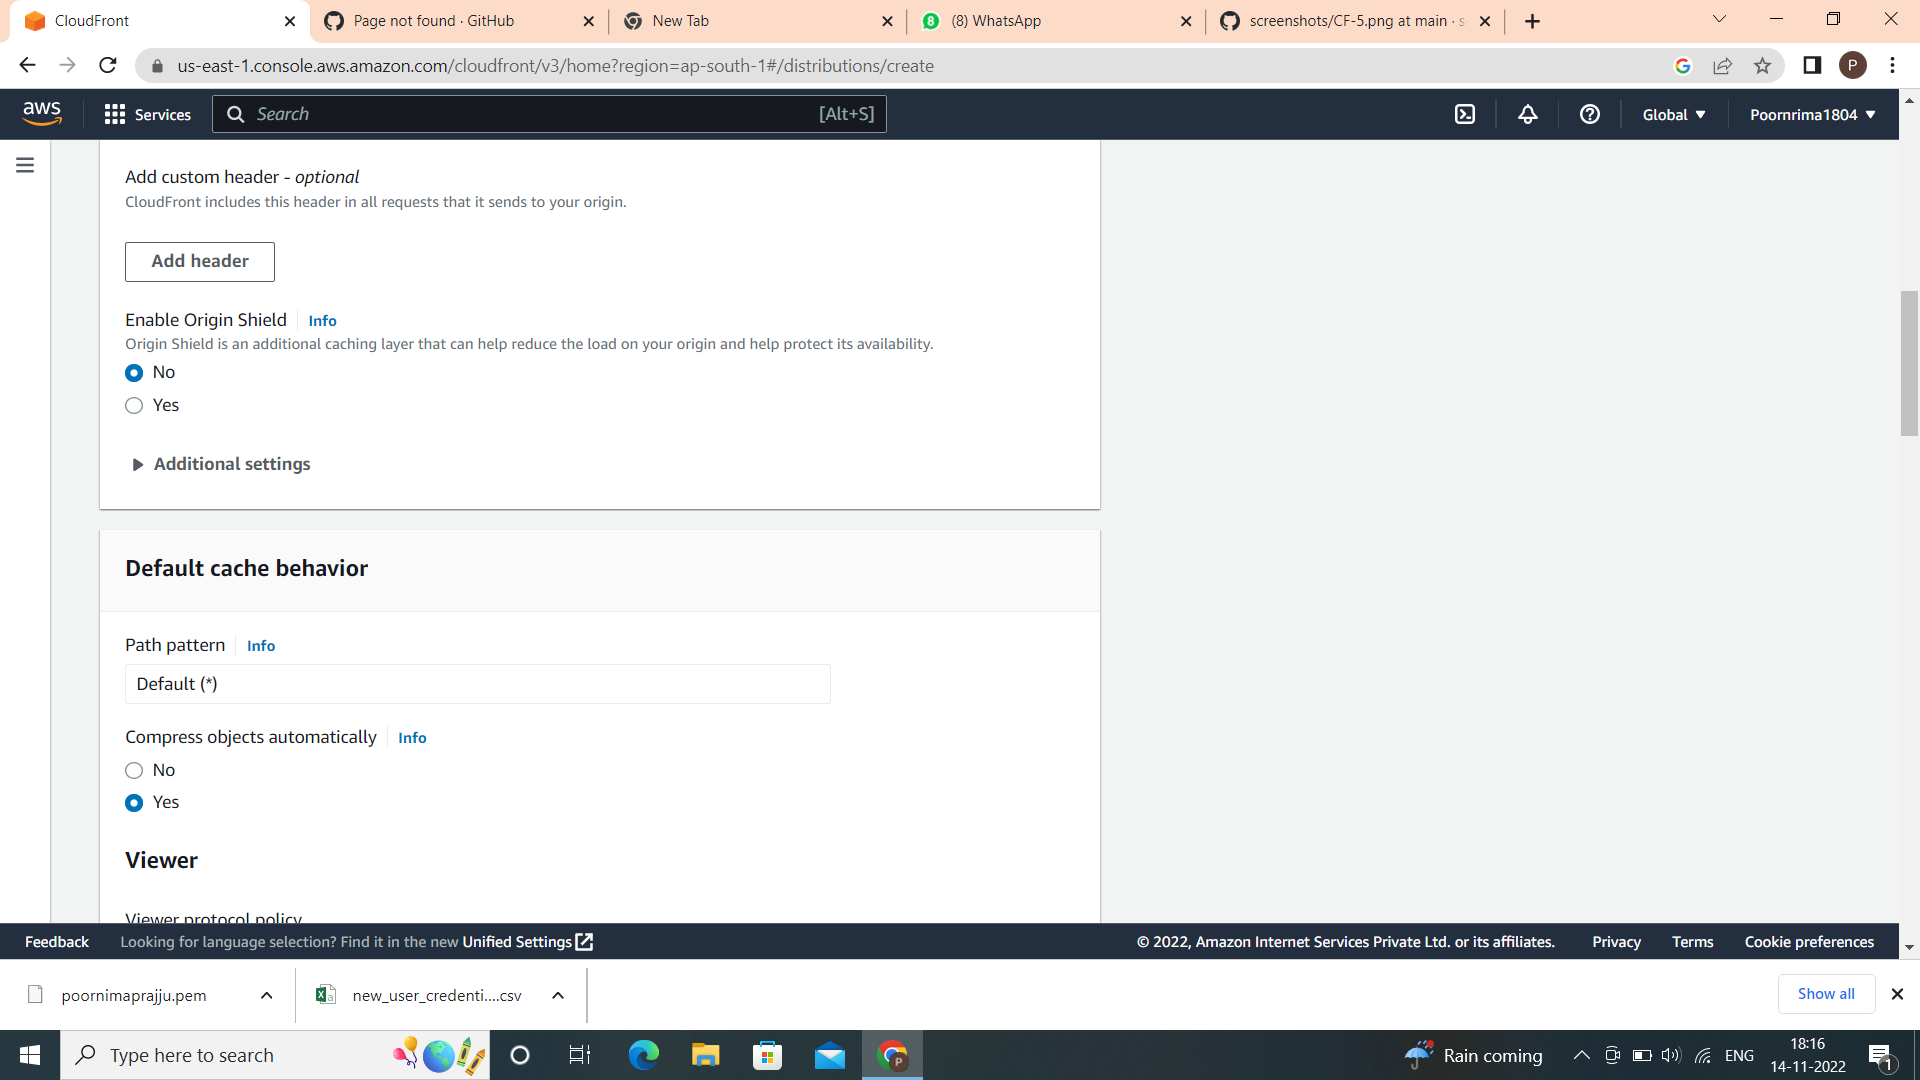 CloudFront
Page not found · GitHub
New Tab
(8) WhatsApp
screenshots/CF-5.png at main · s
us-east-1.console.aws.amazon.com/cloudfront/v3/home?region=ap-south-1#/distributions/create
P
aws
Services
Search
[Alt+S]
Global
Poornrima1804
Add custom header - optional
CloudFront includes this header in all requests that it sends to your origin.
Add header
Enable Origin Shield
Info
Origin Shield is an additional caching layer that can help reduce the load on your origin and help protect its availability.
No
Yes
Additional settings
Default cache behavior
Path pattern
Info
Default (*)
Compress objects automatically
Info
No
Yes
Viewer
Viewer protocol policy
Feedback
Looking for language selection? Find it in the new Unified Settings
© 2022, Amazon Internet Services Private Ltd. or its affiliates.
Privacy
Terms
Cookie preferences
poornimaprajju.pem
new_user_credenti....csv
Show all
Type here to search
Rain coming
ENG
18:16
14-11-2022
1